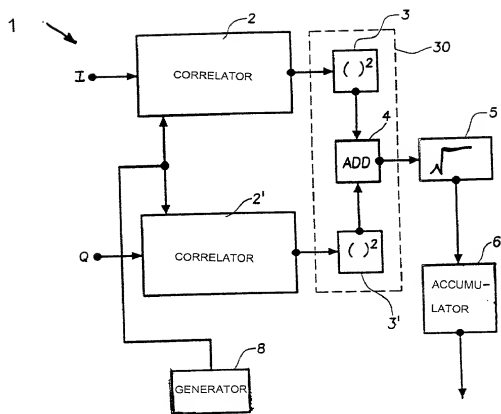 1
2
3
30
I
CORRELATOR
( )²
4
5
ADD
√
2'
6
Q
CORRELATOR
( )²
ACCUMU-
LATOR
3'
8
GENERATOR